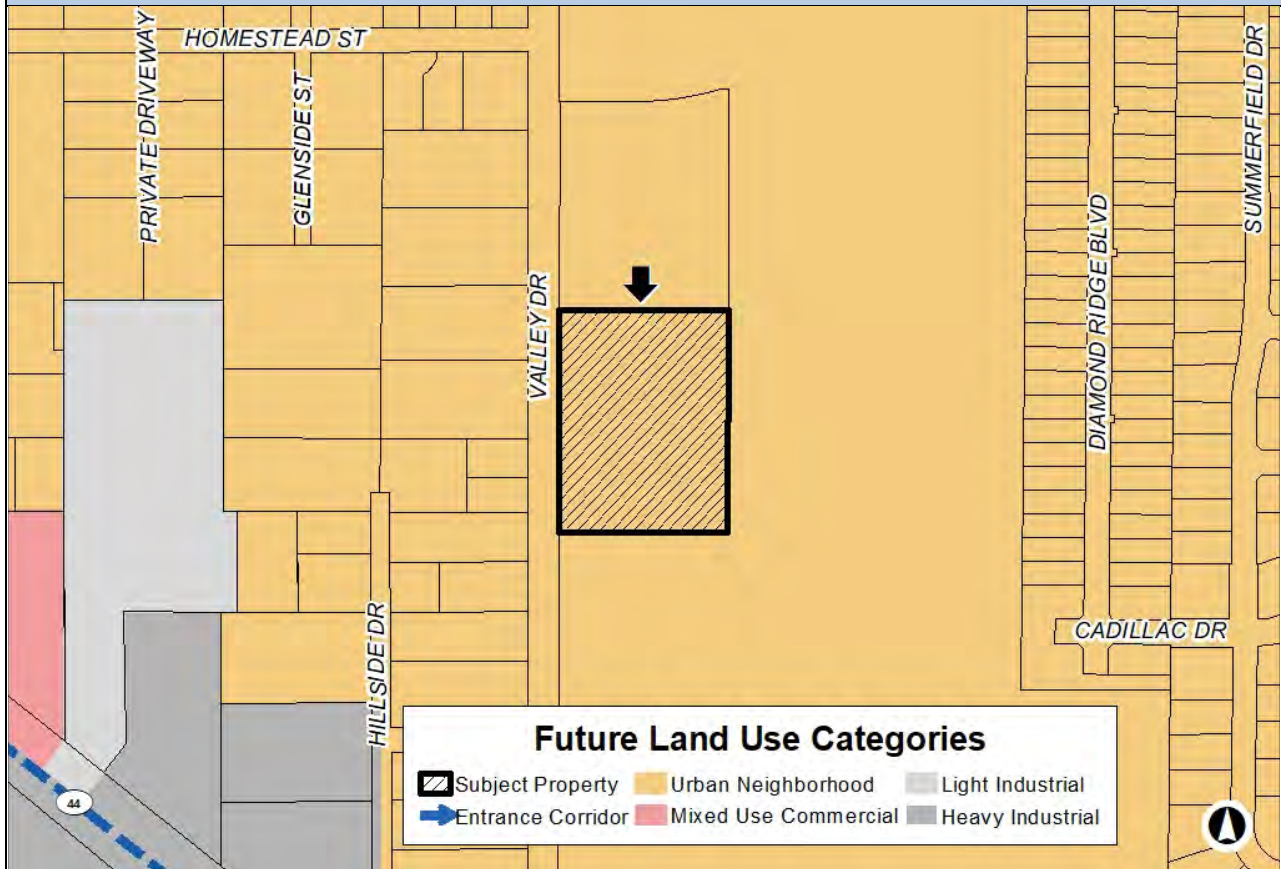 HOMESTEAD ST
PRIVATE DRIVEWAY
GLENSIDE ST
VALLEY DR
HILLSIDE DR
DIAMOND RIDGE BLVD
SUMMERFIELD DR
CADILLAC DR
44
Future Land Use Categories
Subject Property Urban Neighborhood Light Industrial
Entrance Corridor Mixed Use Commercial Heavy Industrial